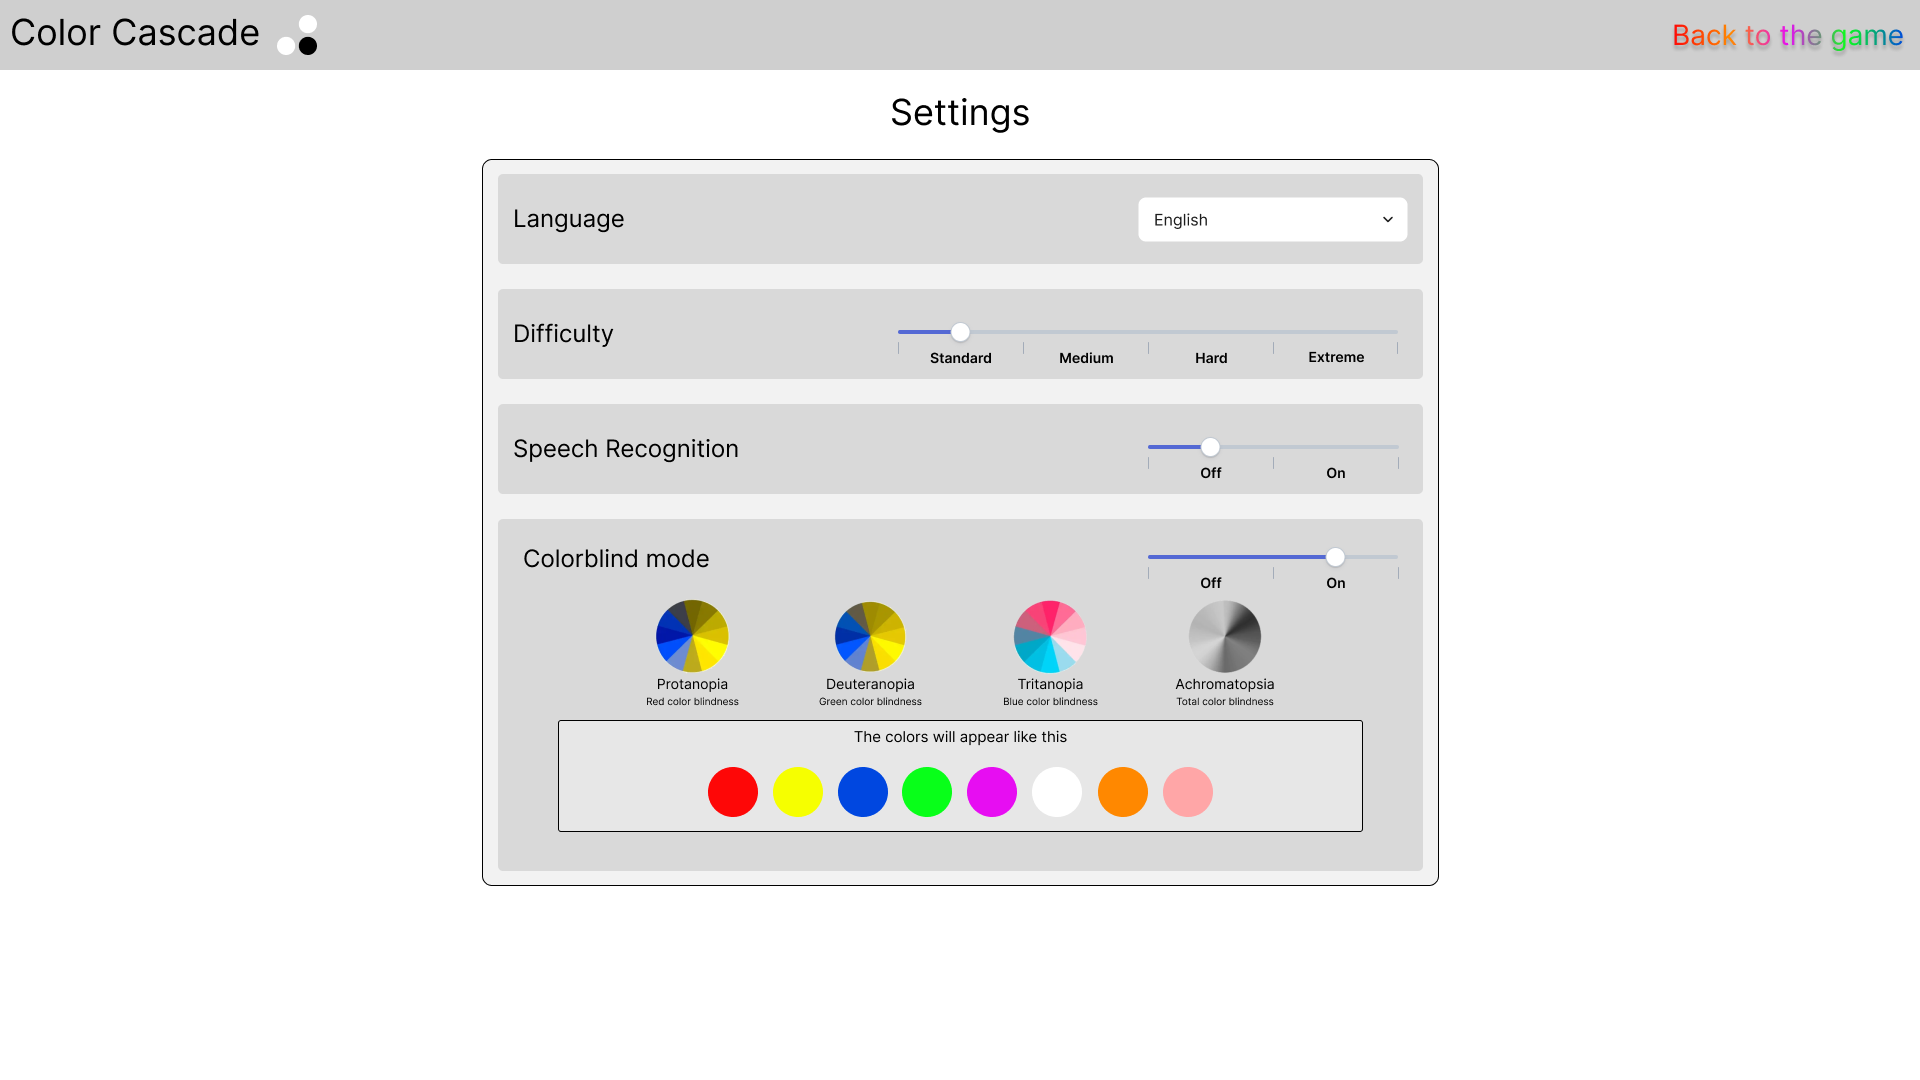 Color Cascade
Back to the game
Settings
Language
English
Difficulty
Standard Medium Hard Extreme
Speech Recognition
Off On
Colorblind mode
Off On
Protanopia Deuteranopia Tritanopia Achromatopsia
Red color blindness Green color blindness Blue color blindness Total color blindness
The colors will appear like this